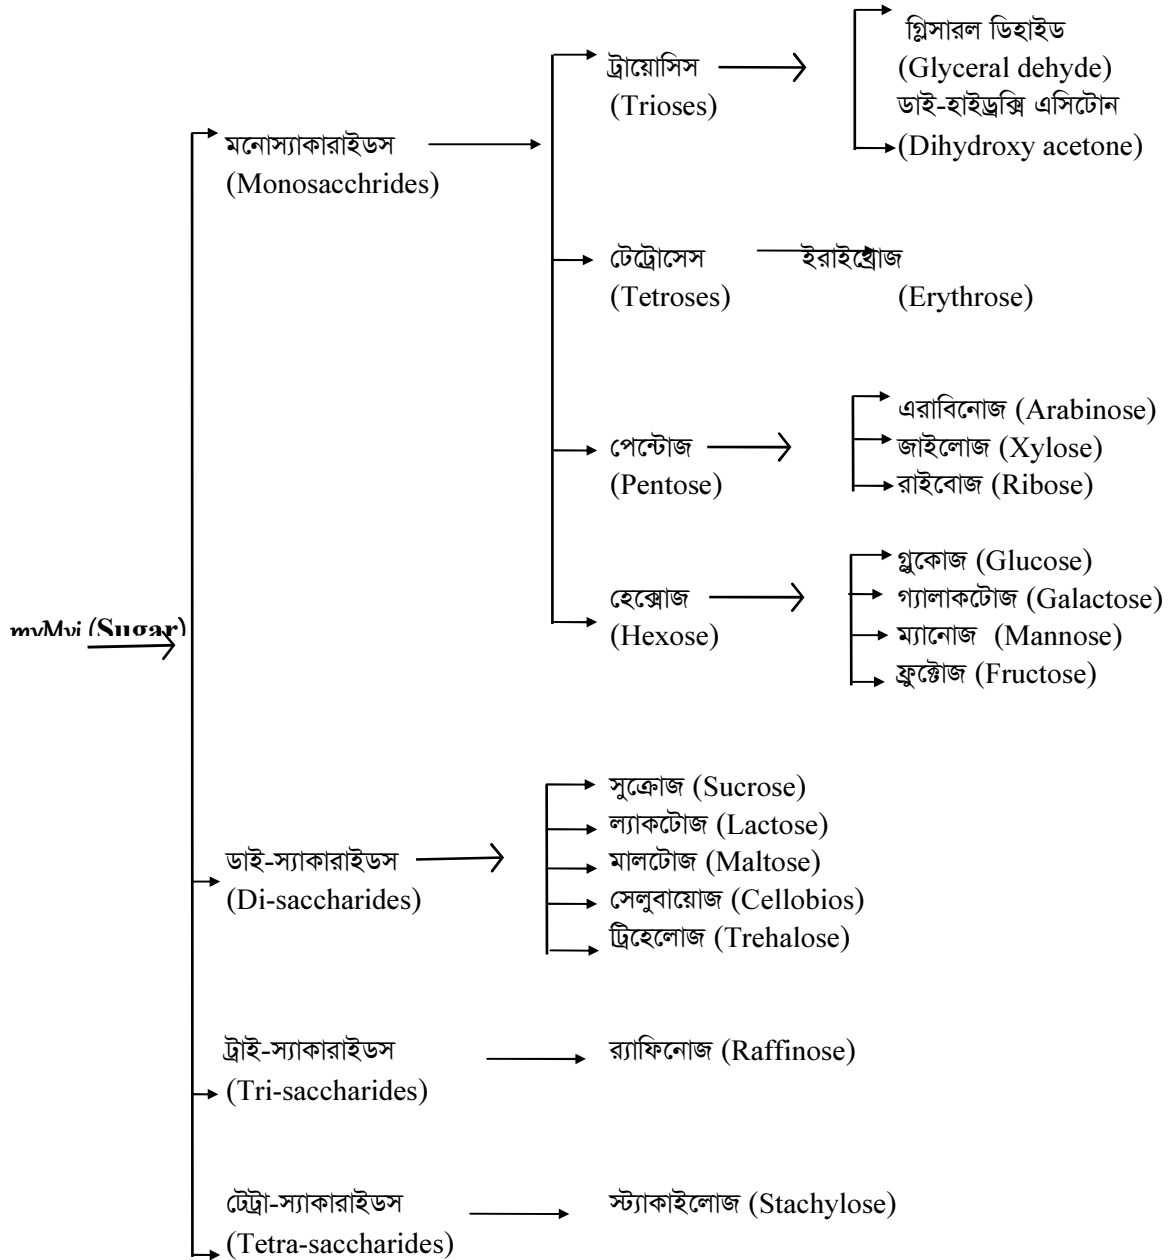 গ্লিসারল ডিহাইড
(Glyceral dehyde)
ডাই-হাইড্রক্সি এসিটোন
(Dihydroxy acetone)
ট্রায়োসিস
(Trioses)
মনোস্যাকারাইডস
(Monosacchrides)
টেট্রোসেস
(Tetroses)
ইরাইথ্রোজ
(Erythrose)
পেন্টোজ
(Pentose)
এরাবিনোজ (Arabinose)
জাইলোজ (Xylose)
রাইবোজ (Ribose)
হেক্সোজ
(Hexose)
গ্লুকোজ (Glucose)
গ্যালাকটোজ (Galactose)
ম্যানোজ (Mannose)
ফ্রুক্টোজ (Fructose)
(Sugar)
ডাই-স্যাকারাইডস
(Di-saccharides)
সুক্রোজ (Sucrose)
ল্যাকটোজ (Lactose)
মালটোজ (Maltose)
সেলুবায়োজ (Cellobios)
ট্রিহেলোজ (Trehalose)
ট্রাই-স্যাকারাইডস
(Tri-saccharides)
র‍্যাফিনোজ (Raffinose)
টেট্রা-স্যাকারাইডস
(Tetra-saccharides)
স্ট্যাকাইলোজ (Stachylose)